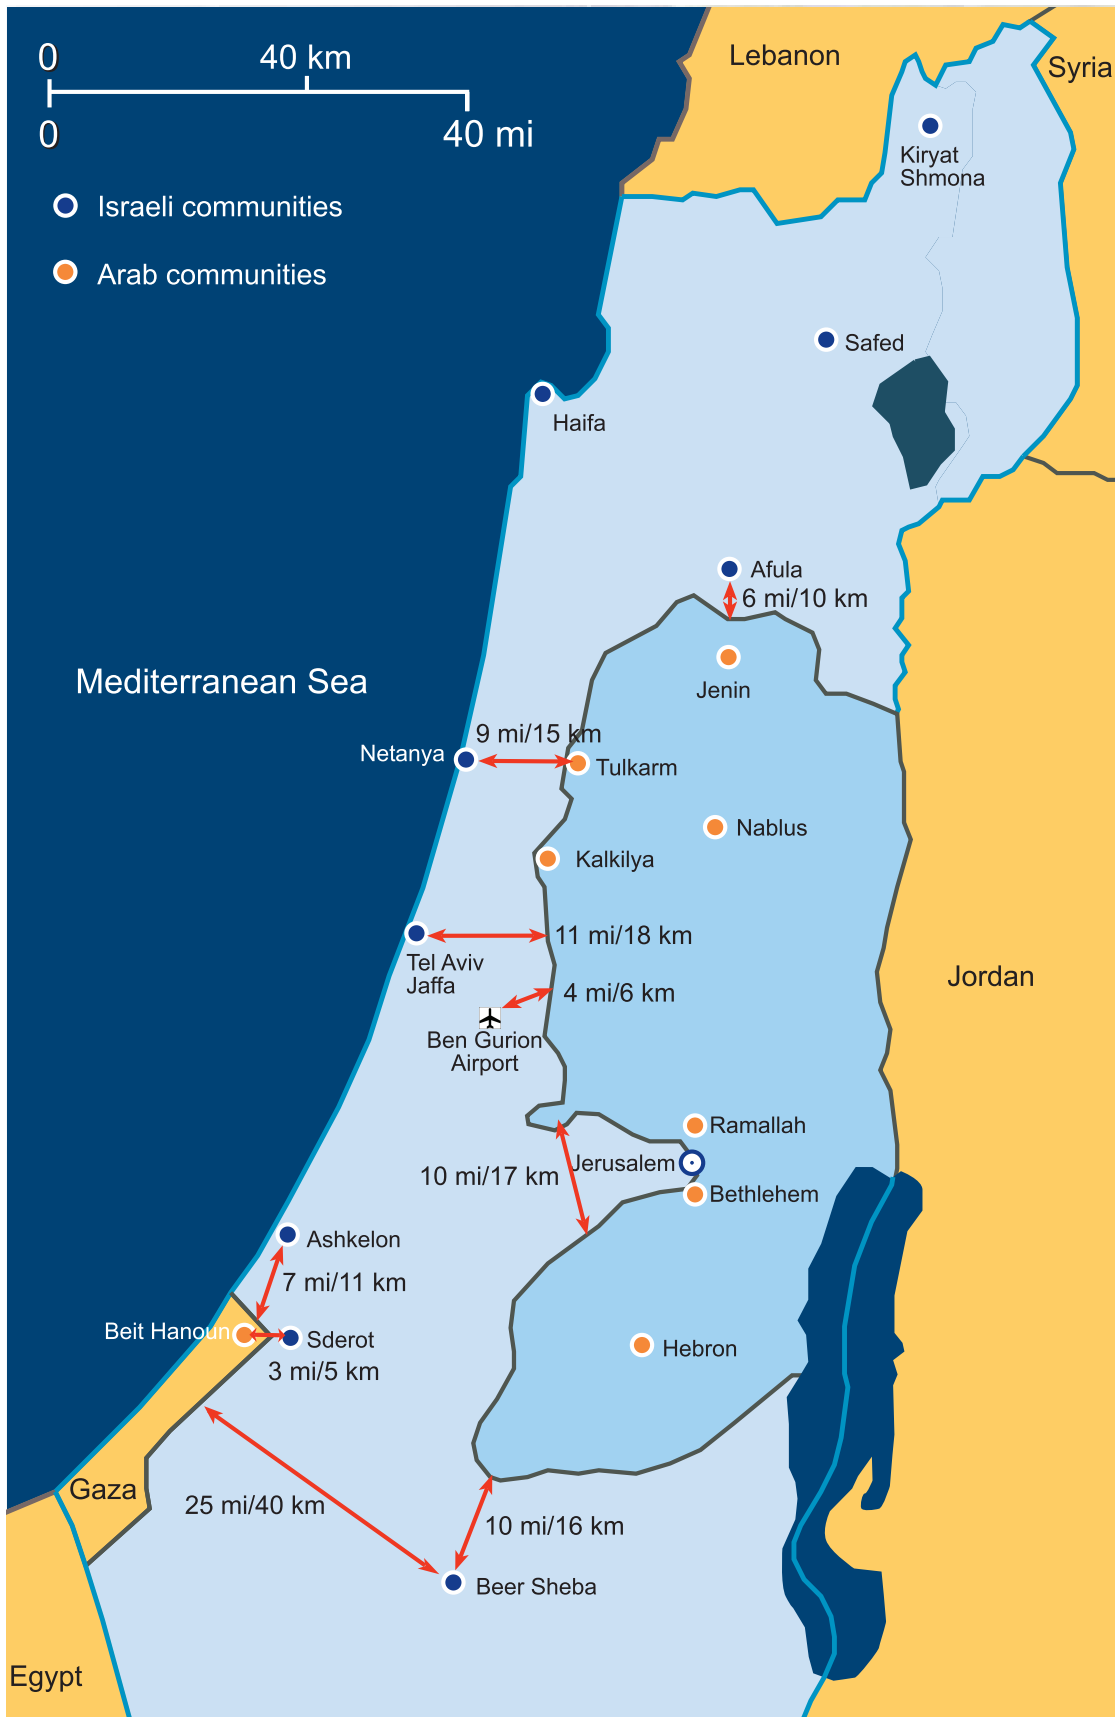 0
40 km
0
40 mi
Israeli communities
Arab communities
Lebanon
Syria
Kiryat
Shmona
Safed
Haifa
Afula
6 mi/10 km
Jenin
Mediterranean Sea
9 mi/15 km
Netanya
Tulkarm
Nablus
Kalkilya
11 mi/18 km
Tel Aviv
Jaffa
Jordan
4 mi/6 km
Ben Gurion
Airport
Ramallah
Jerusalem
10 mi/17 km
Bethlehem
Ashkelon
7 mi/11 km
Beit Hanoun
Sderot
3 mi/5 km
Hebron
Gaza
25 mi/40 km
10 mi/16 km
Beer Sheba
Egypt